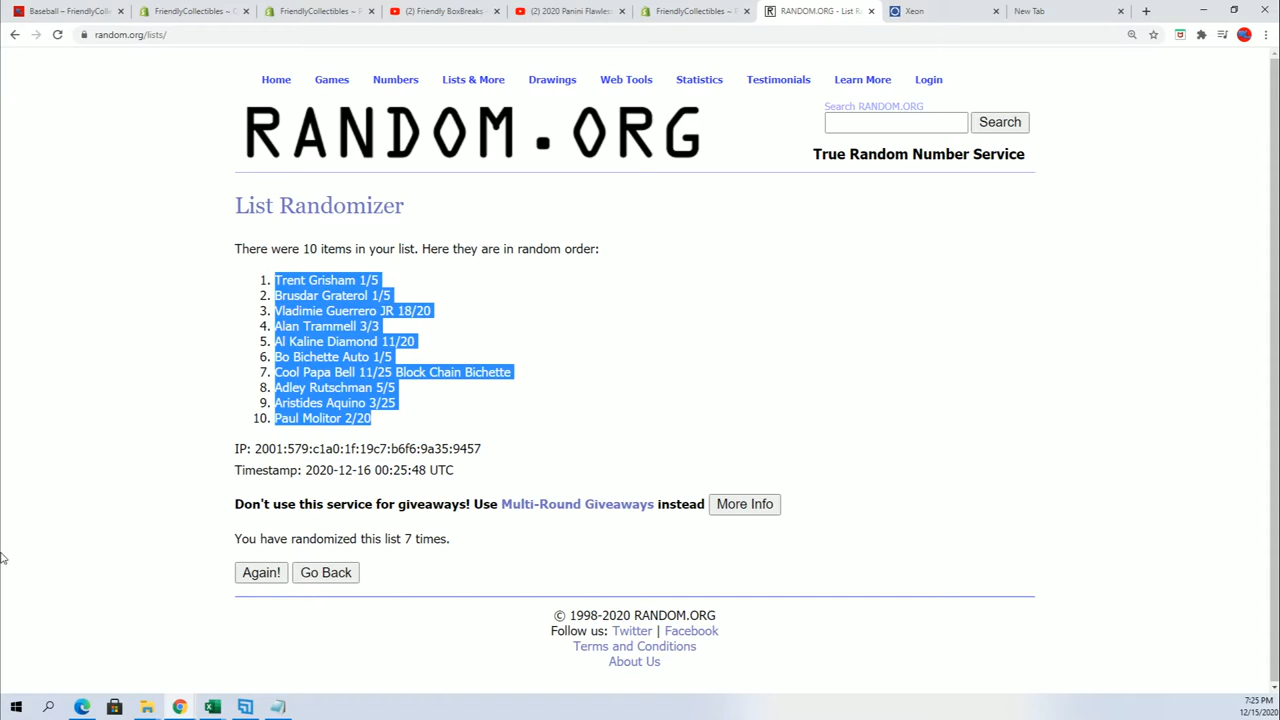 Baseball – FriendlyColl
FriendlyCollectibles ~
FriendlyCollectibles ~
(2) Friendly BoxBreaks -
(2) 2020 Panini Flawless
FriendlyCollectibles ~
RANDOM.ORG - List R
Xeon
New Tab
random.org/lists/
Home Games Numbers Lists & More Drawings Web Tools Statistics Testimonials Learn More Login
RANDOM.ORG
Search RANDOM.ORG
Search
True Random Number Service
List Randomizer
There were 10 items in your list. Here they are in random order:
1. Trent Grisham 1/5
2. Brusdar Graterol 1/5
3. Vladimie Guerrero JR 18/20
4. Alan Trammell 3/3
5. Al Kaline Diamond 11/20
6. Bo Bichette Auto 1/5
7. Cool Papa Bell 11/25 Block Chain Bichette
8. Adley Rutschman 5/5
9. Aristides Aquino 3/25
10. Paul Molitor 2/20
IP: 2001:579:c1a0:1f:19c7:b6f6:9a35:9457
Timestamp: 2020-12-16 00:25:48 UTC
Don't use this service for giveaways! Use Multi-Round Giveaways instead More Info
You have randomized this list 7 times.
Again! Go Back
© 1998-2020 RANDOM.ORG
Follow us: Twitter | Facebook
Terms and Conditions
About Us
7:25 PM
12/15/2020